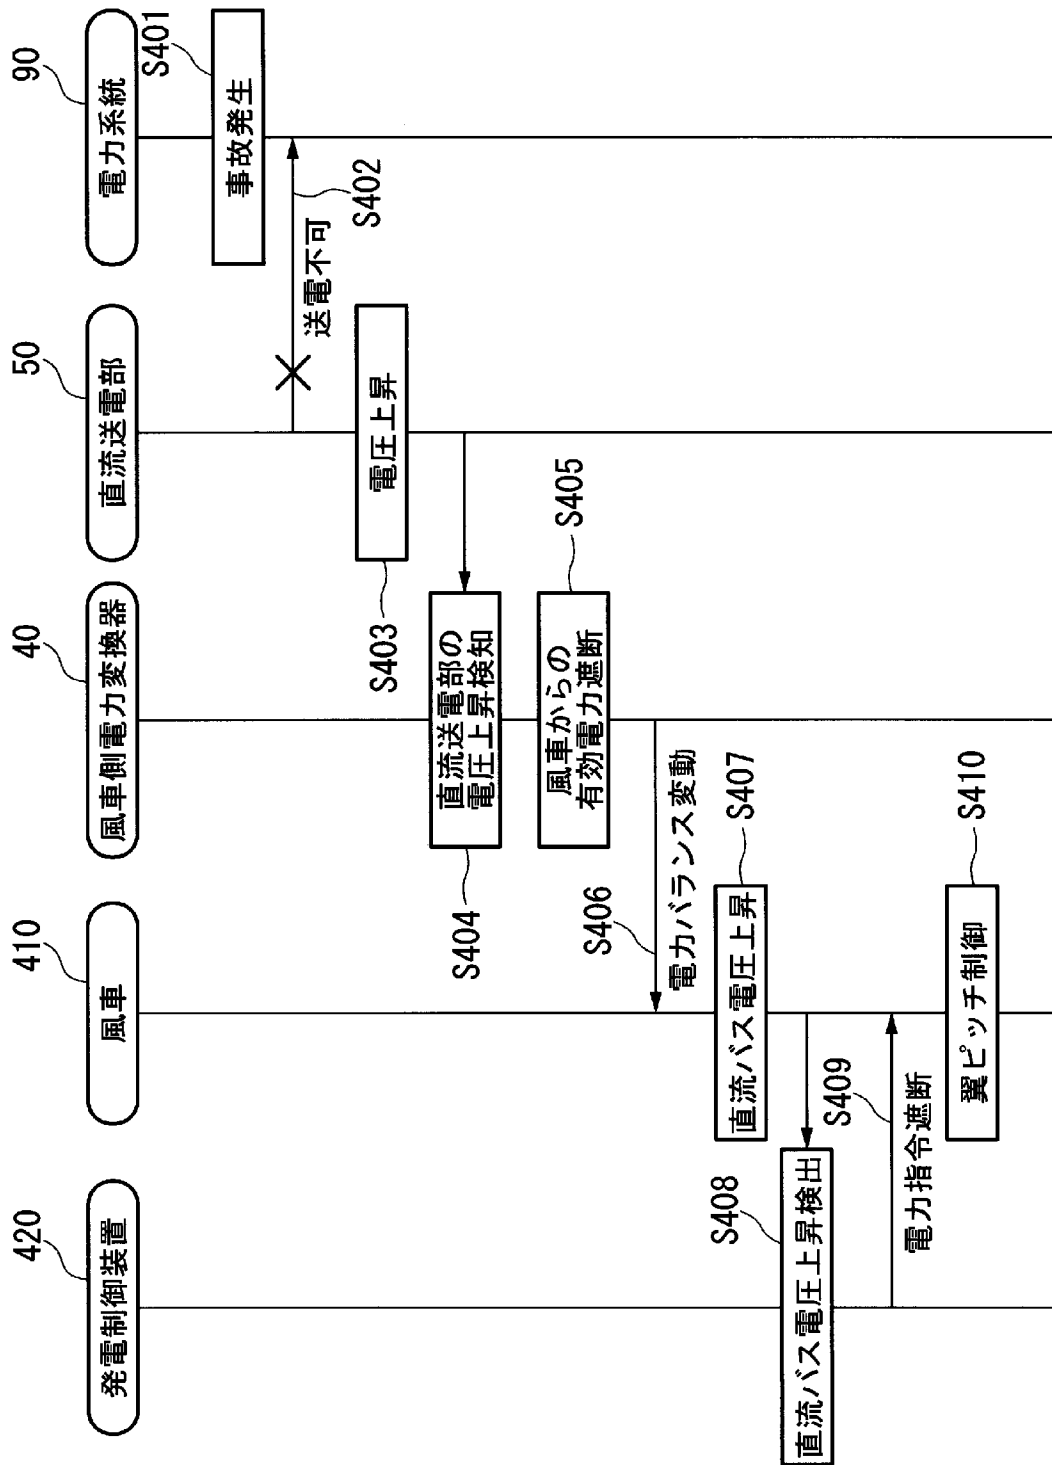 420
発電制御装置
410
風車
40
風車側電力変換器
50
直流送電部
90
電力系統
S401
事故発生
送電不可
S402
電圧上昇
S403
直流送電部の
電圧上昇検知
S404
風車からの
有効電力遮断
S405
S406
電力バランス変動
直流バス電圧上昇
S407
直流バス電圧上昇検出
S408
S409
電力指令遮断
翼ピッチ制御
S410